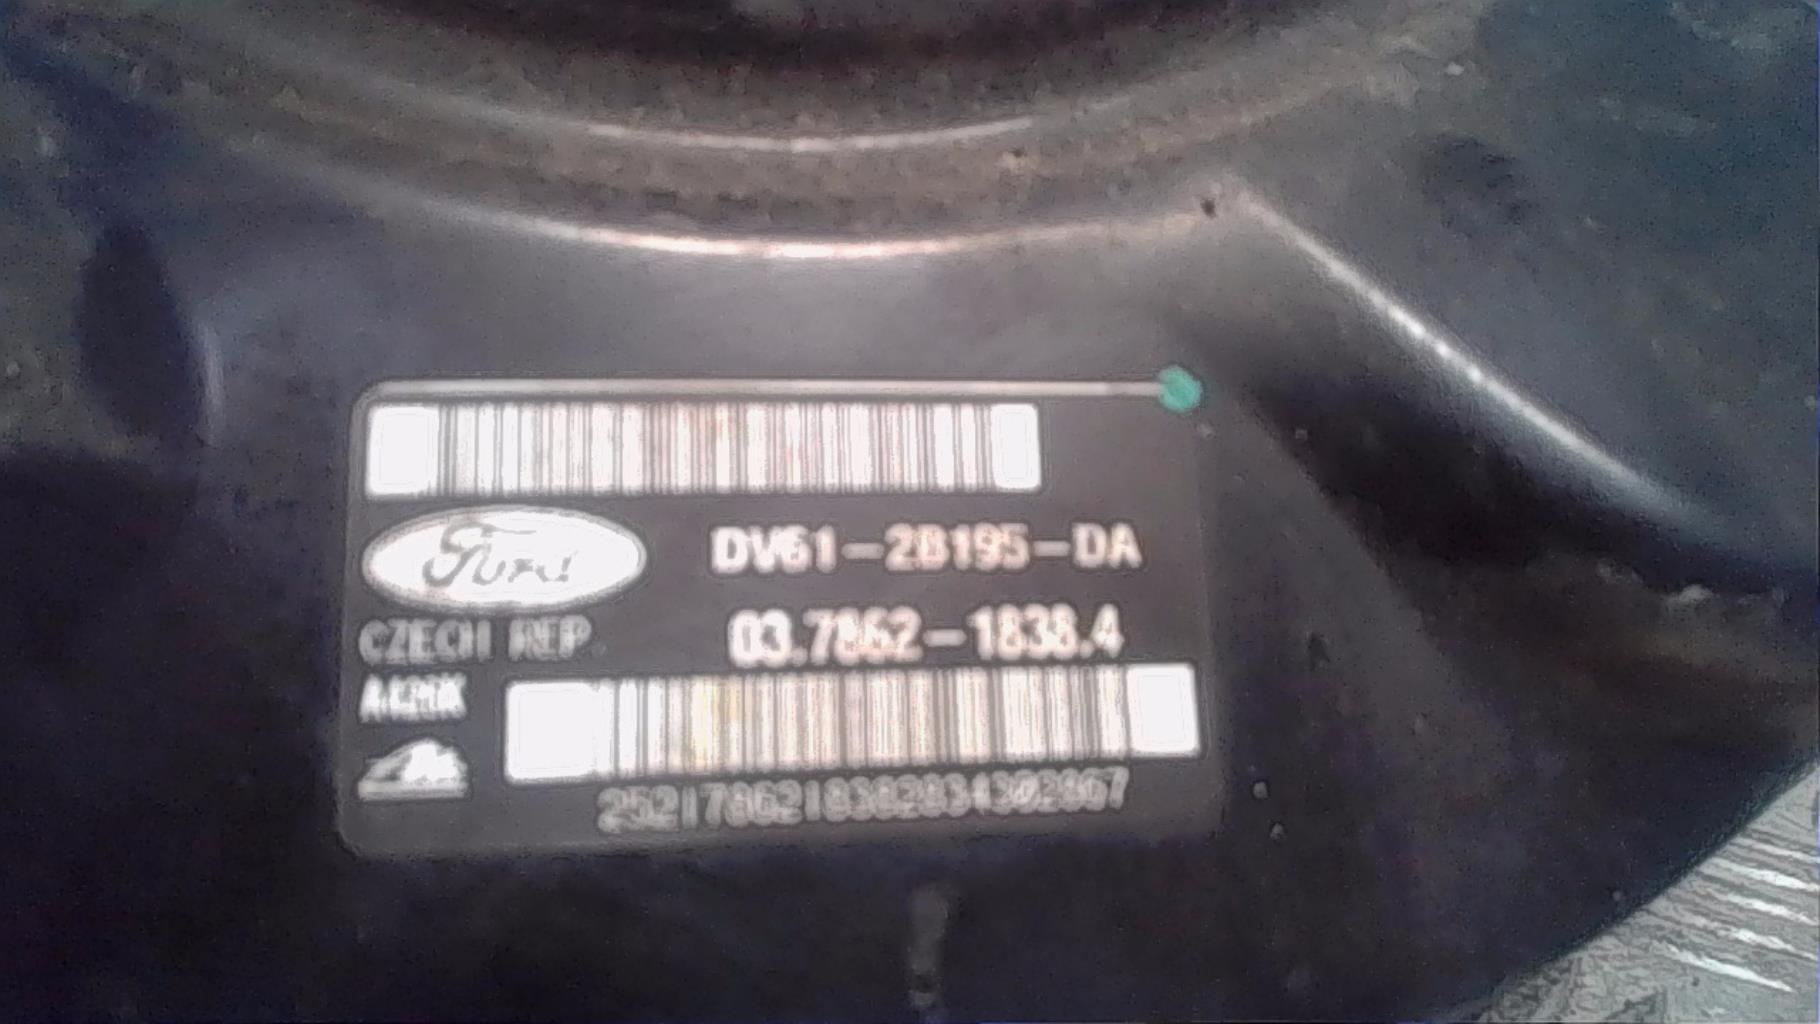 Ford
DV61-2B195-DA
CZECH REP.
03.7862-1838.4